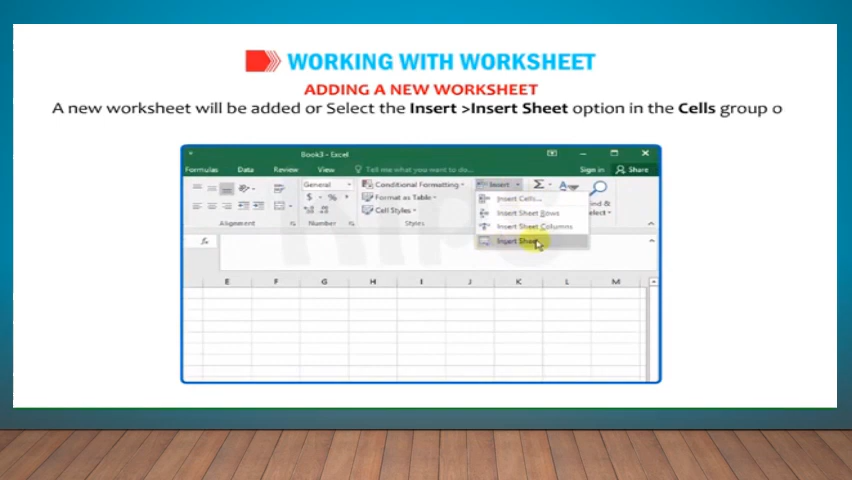 WORKING WITH WORKSHEET
ADDING A NEW WORKSHEET
A new worksheet will be added or Select the Insert >Insert Sheet option in the Cells group o
Book3 - Excel
Formulas Data Review View Tell me what you want to do... Sign in Share
General Conditional Formatting Insert
$ % Format as Table Insert Cells... Find &
Cell Styles Insert Sheet Rows Select
Alignment Number Styles Insert Sheet Columns
fx Insert Sheet
E F G H I J K L M